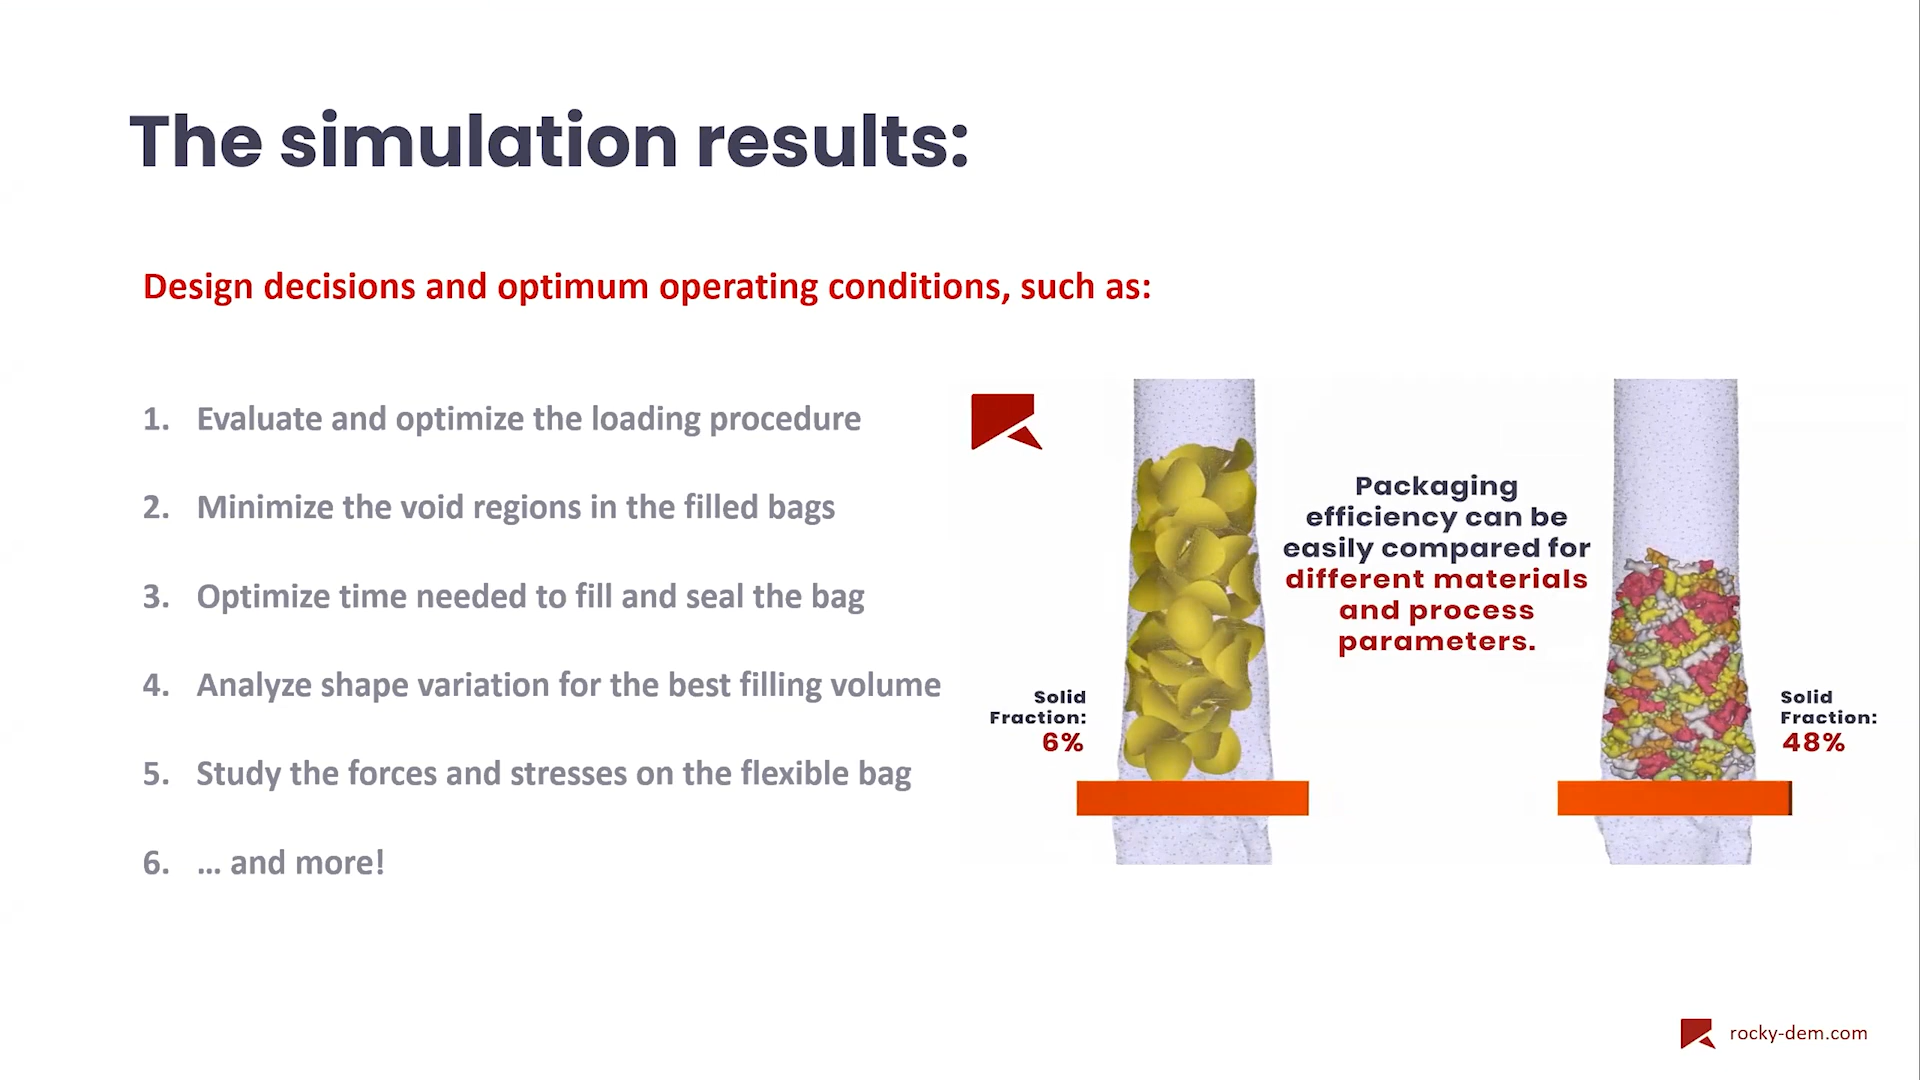 The simulation results:
Design decisions and optimum operating conditions, such as:
1. Evaluate and optimize the loading procedure
2. Minimize the void regions in the filled bags
3. Optimize time needed to fill and seal the bag
4. Analyze shape variation for the best filling volume
5. Study the forces and stresses on the flexible bag
6. ... and more!
Packaging
efficiency can be
easily compared for
different materials
and process
parameters.
Solid
Fraction:
6%
Solid
Fraction:
48%
rocky-dem.com